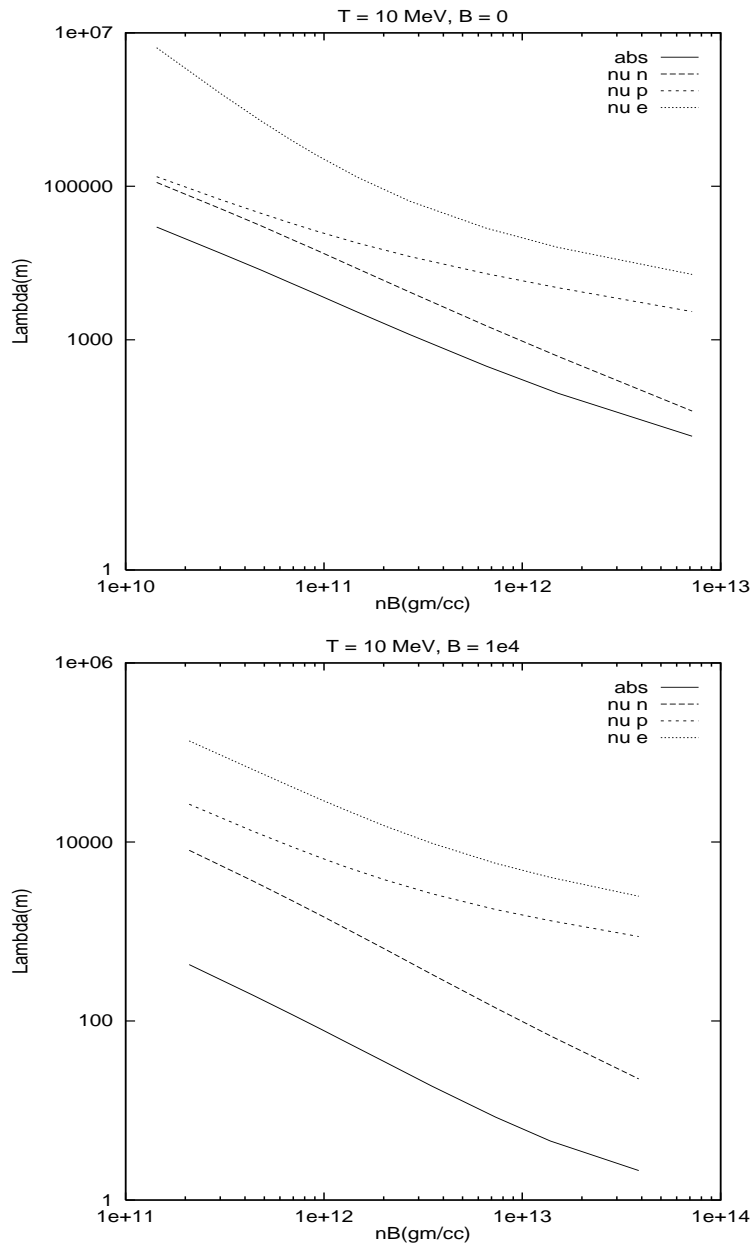 T = 10 MeV, B = 0
1e+07
100000
1000
1
Lambda(m)
abs
nu n
nu p
nu e
1e+10
1e+11
1e+12
1e+13
nB(gm/cc)
T = 10 MeV, B = 1e4
1e+06
10000
100
1
Lambda(m)
abs
nu n
nu p
nu e
1e+11
1e+12
1e+13
1e+14
nB(gm/cc)